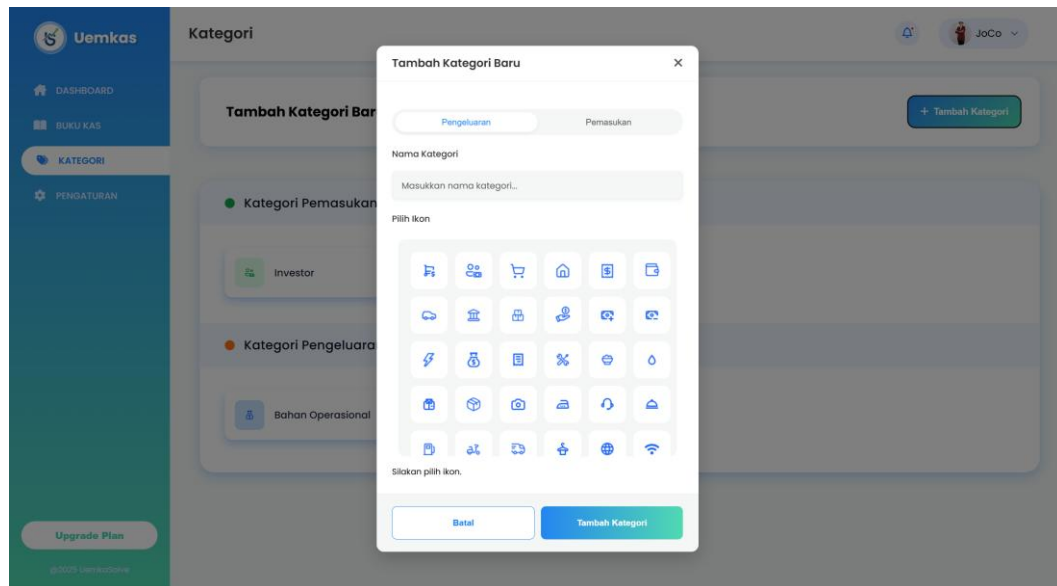 Uemkas
Kategori
JoCo
DASHBOARD
BUKU KAS
KATEGORI
PENGATURAN
Tambah Kategori Bar
+ Tambah Kategori
Kategori Pemasukan
Investor
Kategori Pengeluara
Bahan Operasional
Upgrade Plan
Tambah Kategori Baru
Pengeluaran
Pemasukan
Nama Kategori
Masukkan nama kategori...
Pilih Ikon
Silakan pilih ikon.
Batal
Tambah Kategori